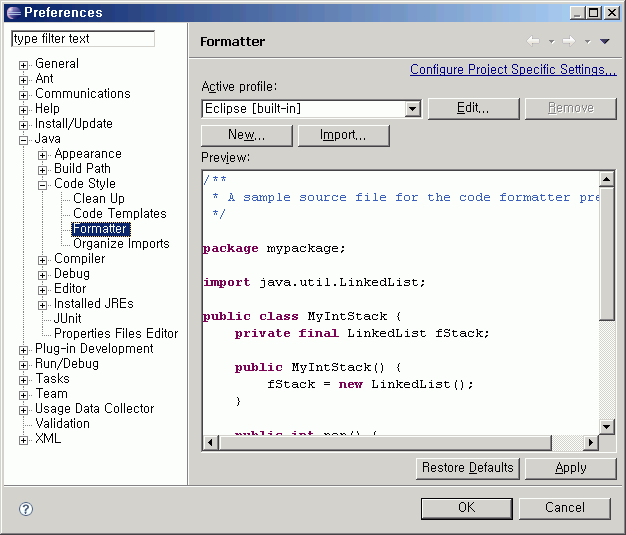 Preferences
type filter text
General
Ant
Communications
Help
Install/Update
Java
Appearance
Build Path
Code Style
Clean Up
Code Templates
Formatter
Organize Imports
Compiler
Debug
Editor
Installed JREs
JUnit
Properties Files Editor
Plug-in Development
Run/Debug
Tasks
Team
Usage Data Collector
Validation
XML
Formatter
Configure Project Specific Settings...
Active profile:
Eclipse [built-in]
Edit...
Remove
New...
Import...
Preview:
/**
 * A sample source file for the code formatter pre
 */
package mypackage;
import java.util.LinkedList;
public class MyIntStack {
    private final LinkedList fStack;
    public MyIntStack() {
        fStack = new LinkedList();
    }
    public int pop() {
Restore Defaults
Apply
?
OK
Cancel